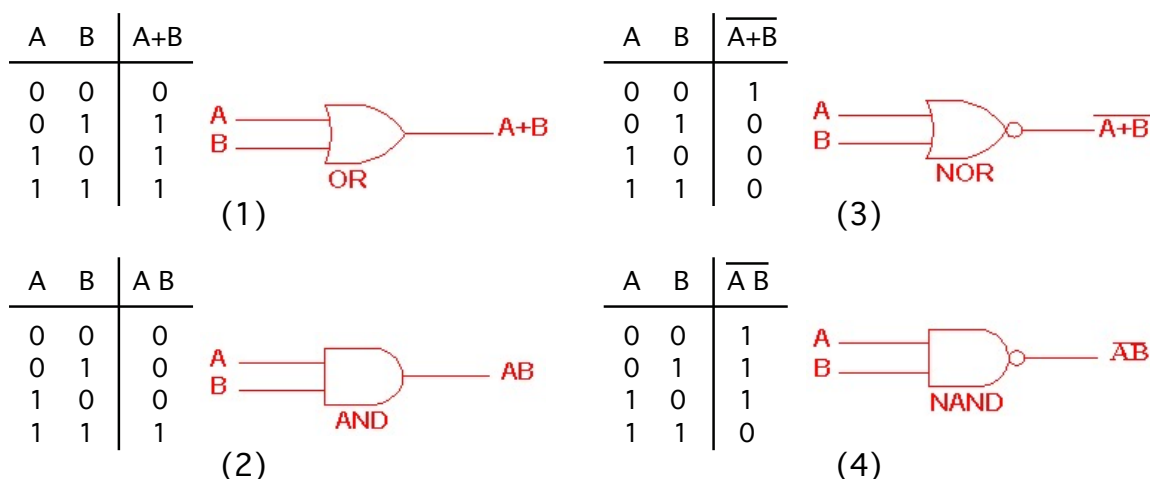 A B A+B
0 0 0
0 1 1
1 0 1
1 1 1
A
B
A+B
OR
(1)
A B A̅+̅B̅
0 0 1
0 1 0
1 0 0
1 1 0
A
B
A̅+̅B̅
NOR
(3)
A B A B
0 0 0
0 1 0
1 0 0
1 1 1
A
B
AB
AND
(2)
A B A̅ ̅B̅
0 0 1
0 1 1
1 0 1
1 1 0
A
B
A̅B̅
NAND
(4)